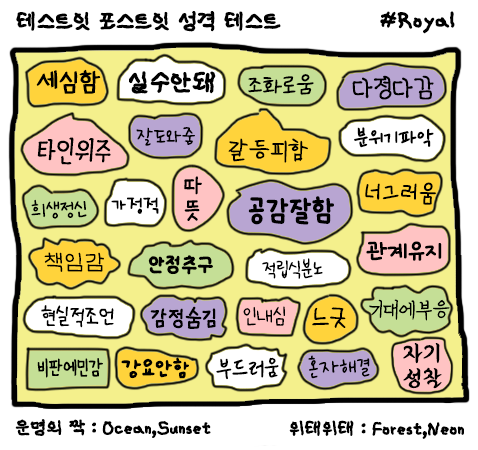 테스트잇 포스트잇 성격 테스트 #Royal
세심함 실수안돼 조화로움 다정다감
타인위주 잘도와줌 갈등피함 분위기파악
희생정신 가정적 따뜻 공감잘함 너그러움
책임감 안정추구 적립식분노 관계유지
현실적조언 감정숨김 인내심 느긋 기대에부응
비판에민감 강요안함 부드러움 혼자해결 자기성찰
운명의 짝 : Ocean,Sunset 위태위태 : Forest,Neon